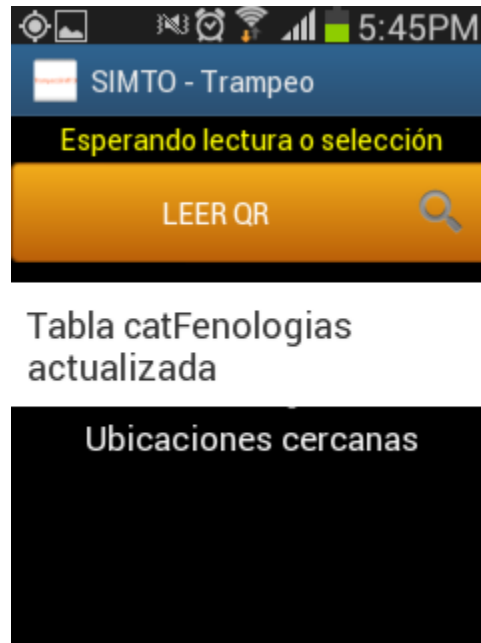 5:45PM
SIMTO - Trampeo
Esperando lectura o selección
LEER QR
Tabla catFenologias
actualizada
Ubicaciones cercanas